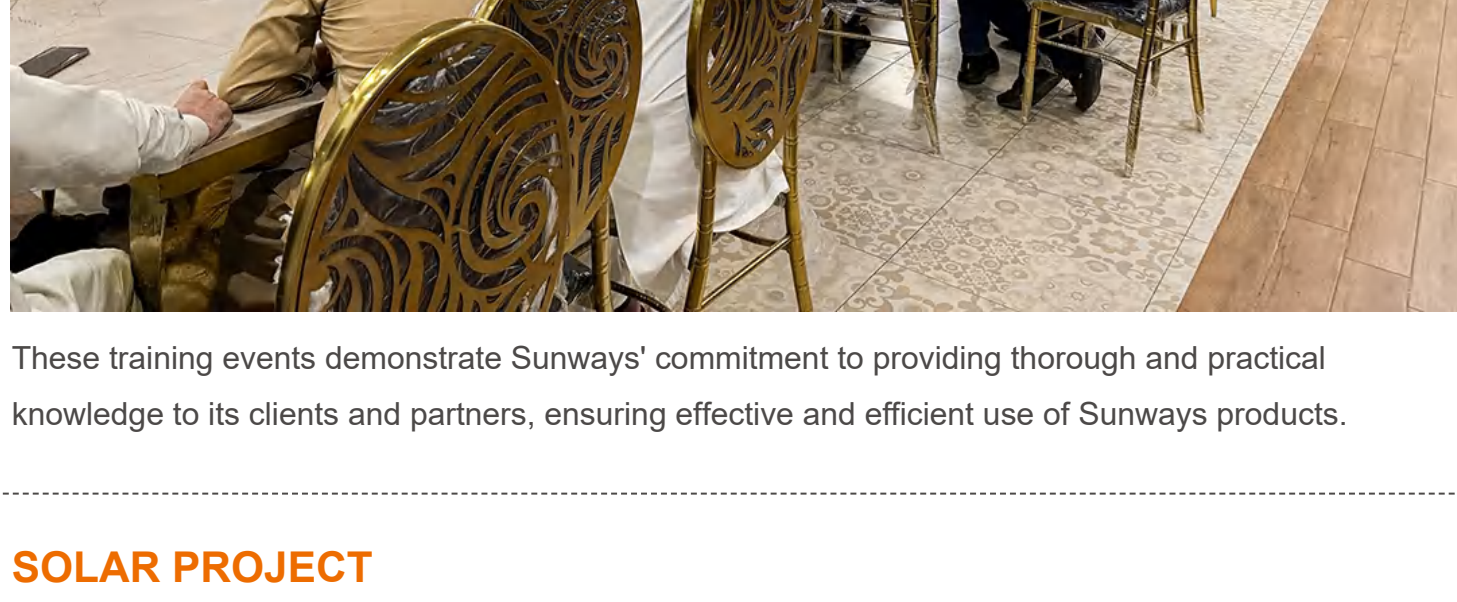 These training events demonstrate Sunways' commitment to providing thorough and practical
knowledge to its clients and partners, ensuring effective and efficient use of Sunways products.
SOLAR PROJECT